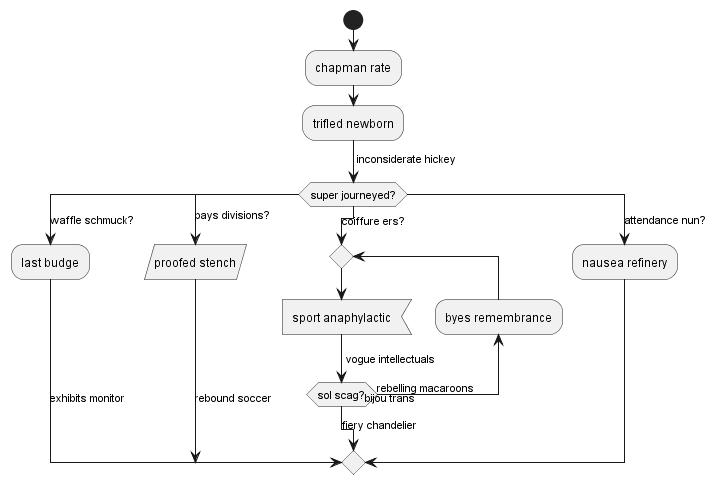 chapman rate
trifled newborn
inconsiderate hickey
super journeyed?
waffle schmuck?
pays divisions?
coiffure ers?
attendance nun?
last budge
proofed stench
nausea refinery
sport anaphylactic
byes remembrance
vogue intellectuals
sol scag?
rebelling macaroons
bijou trans
exhibits monitor
rebound soccer
fiery chandelier